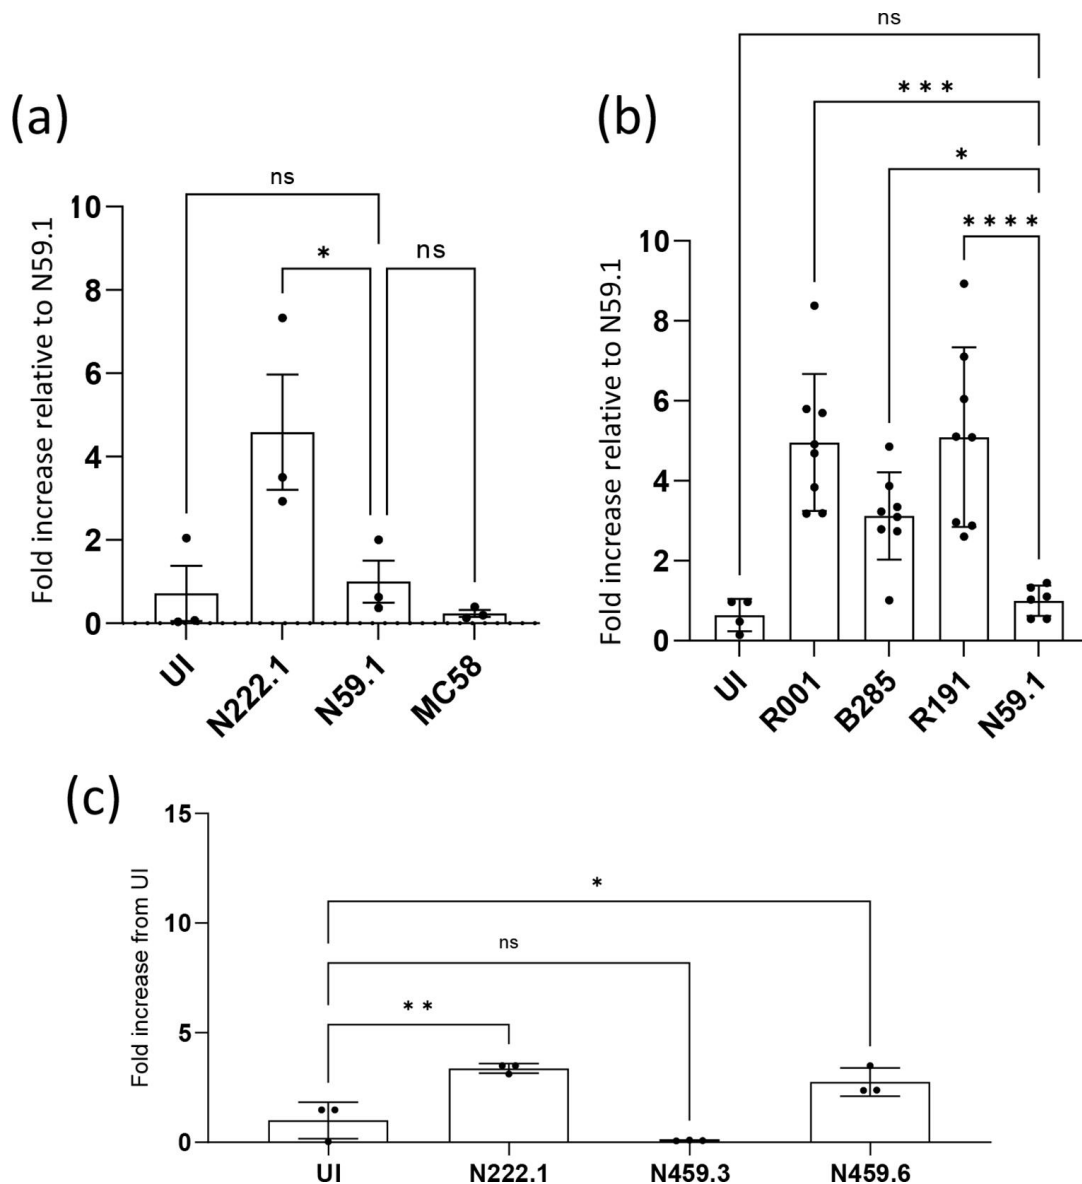 (a)
Fold increase relative to N59.1
10
8
6
4
2
0
ns
*
ns
UI
N222.1
N59.1
MC58
(b)
Fold increase relative to N59.1
10
8
6
4
2
0
ns
***
*
****
UI
R001
B285
R191
N59.1
(c)
Fold increase from UI
15
10
5
0
*
ns
**
UI
N222.1
N459.3
N459.6